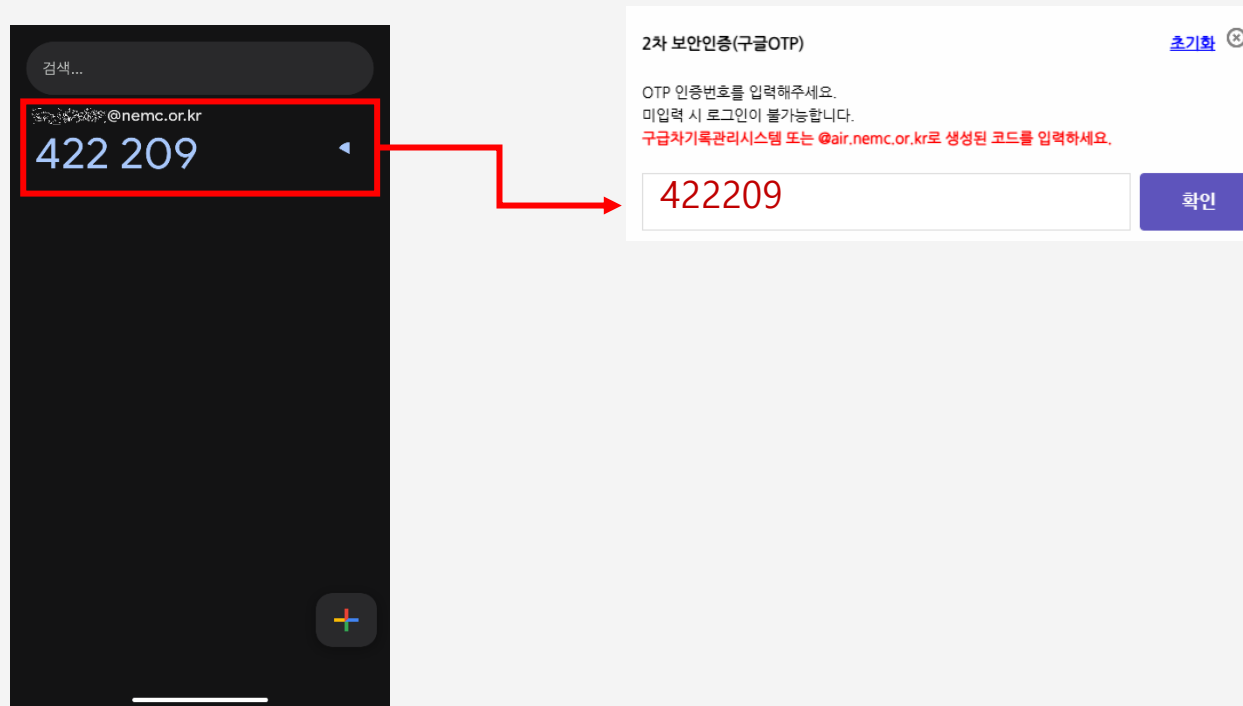 검색...
@nemc.or.kr
422 209
2차 보안인증(구글OTP)
초기화
OTP 인증번호를 입력해주세요.
미입력 시 로그인이 불가능합니다.
구급차기록관리시스템 또는 @air.nemc.or.kr로 생성된 코드를 입력하세요.
422209
확인